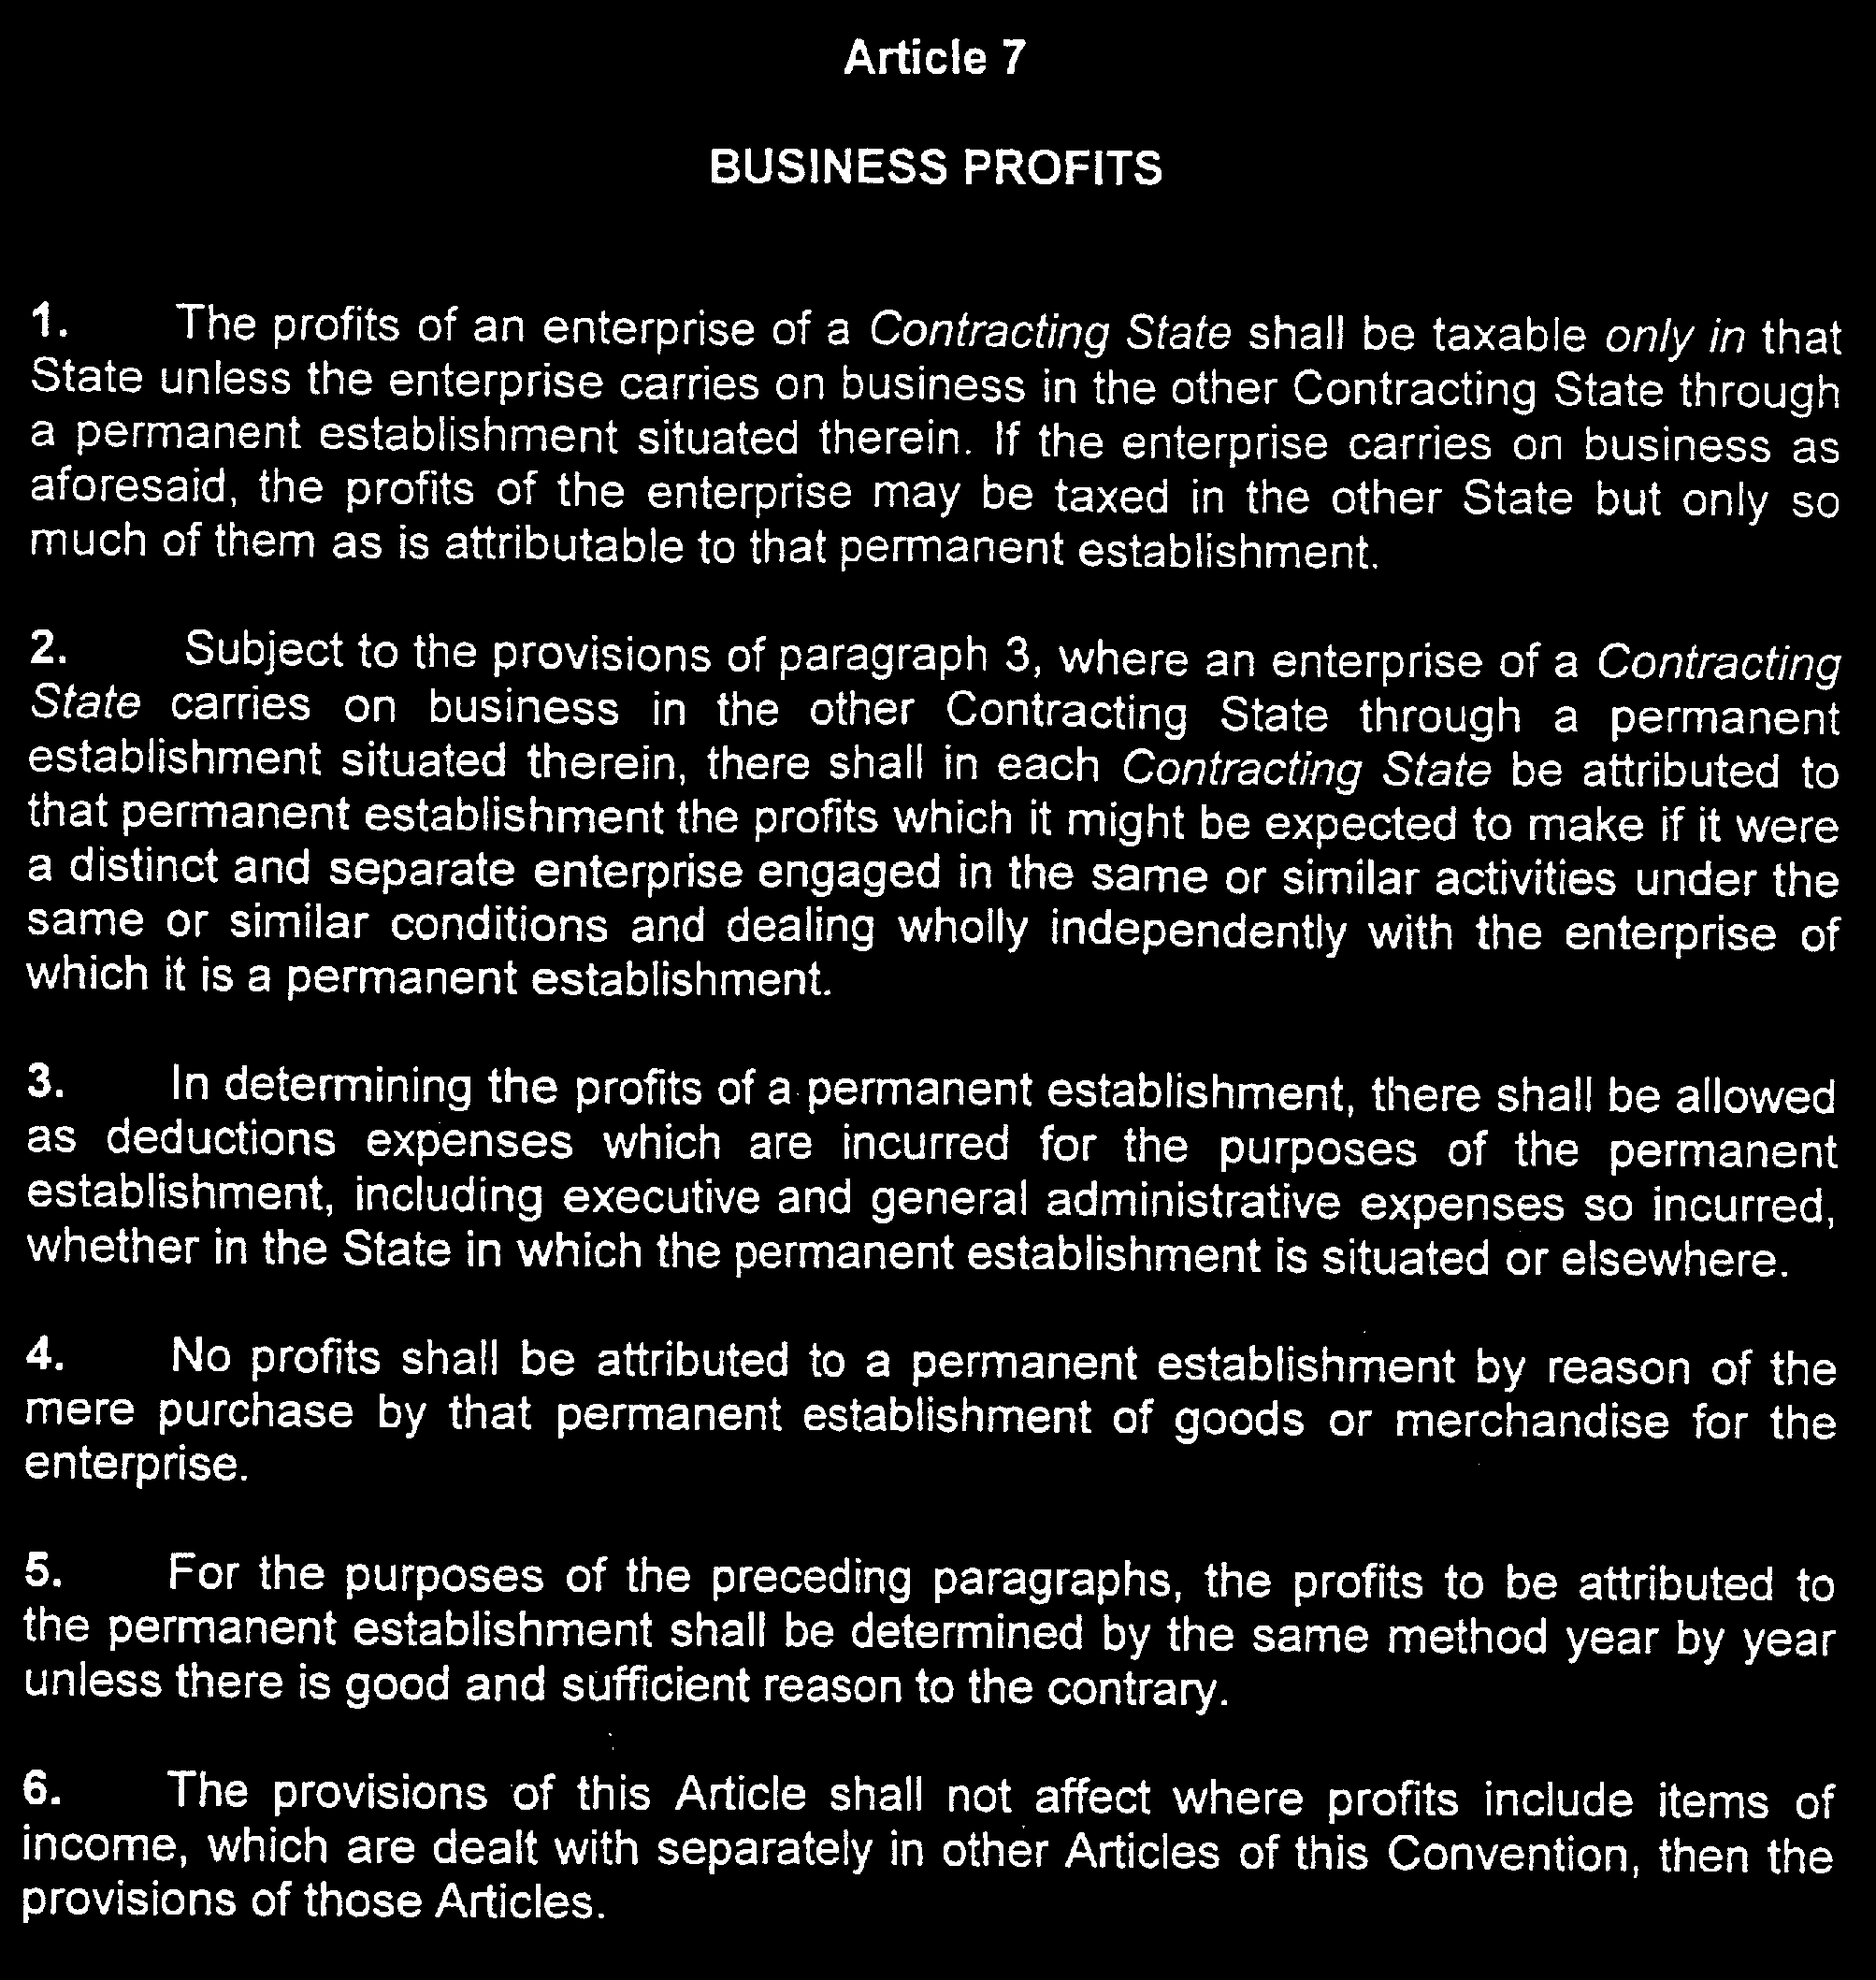 Article 7
BUSINESS PROFITS
1. The profits of an enterprise of a Contracting State shall be taxable only in that
State unless the enterprise carries on business in the other Contracting State through
a permanent establishment situated therein. If the enterprise carries on business as
aforesaid, the profits of the enterprise may be taxed in the other State but only so
much of them as is attributable to that permanent establishment.
2. Subject to the provisions of paragraph 3, where an enterprise of a Contracting
State carries on business in the other Contracting State through a permanent
establishment situated therein, there shall in each Contracting State be attributed to
that permanent establishment the profits which it might be expected to make if it were
a distinct and separate enterprise engaged in the same or similar activities under the
same or similar conditions and dealing wholly independently with the enterprise of
which it is a permanent establishment.
3. In determining the profits of a permanent establishment, there shall be allowed
as deductions expenses which are incurred for the purposes of the permanent
establishment, including executive and general administrative expenses so incurred,
whether in the State in which the permanent establishment is situated or elsewhere.
4. No profits shall be attributed to a permanent establishment by reason of the
mere purchase by that permanent establishment of goods or merchandise for the
enterprise.
5. For the purposes of the preceding paragraphs, the profits to be attributed to
the permanent establishment shall be determined by the same method year by year
unless there is good and sufficient reason to the contrary.
6. The provisions of this Article shall not affect where profits include items of
income, which are dealt with separately in other Articles of this Convention, then the
provisions of those Articles.